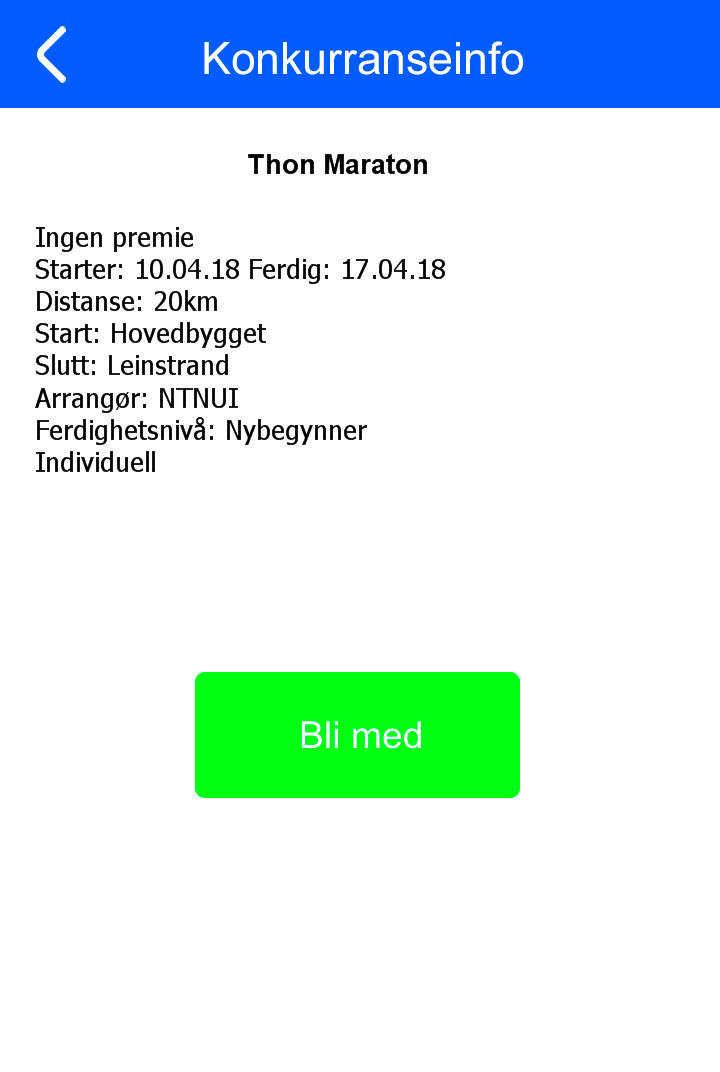 Konkurranseinfo
Thon Maraton
Ingen premie
Starter: 10.04.18 Ferdig: 17.04.18
Distanse: 20km
Start: Hovedbygget
Slutt: Leinstrand
Arrangør: NTNUI
Ferdighetsnivå: Nybegynner
Individuell
Bli med